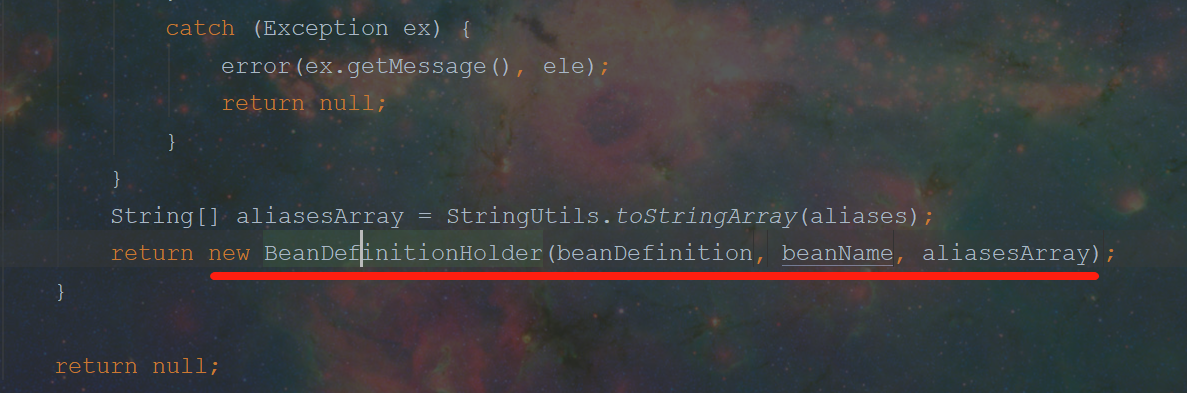 catch (Exception ex) {
error(ex.getMessage(), ele);
return null;
}
}
String[] aliasesArray = StringUtils.toStringArray(aliases);
return new BeanDefinitionHolder(beanDefinition, beanName, aliasesArray);
}
return null;